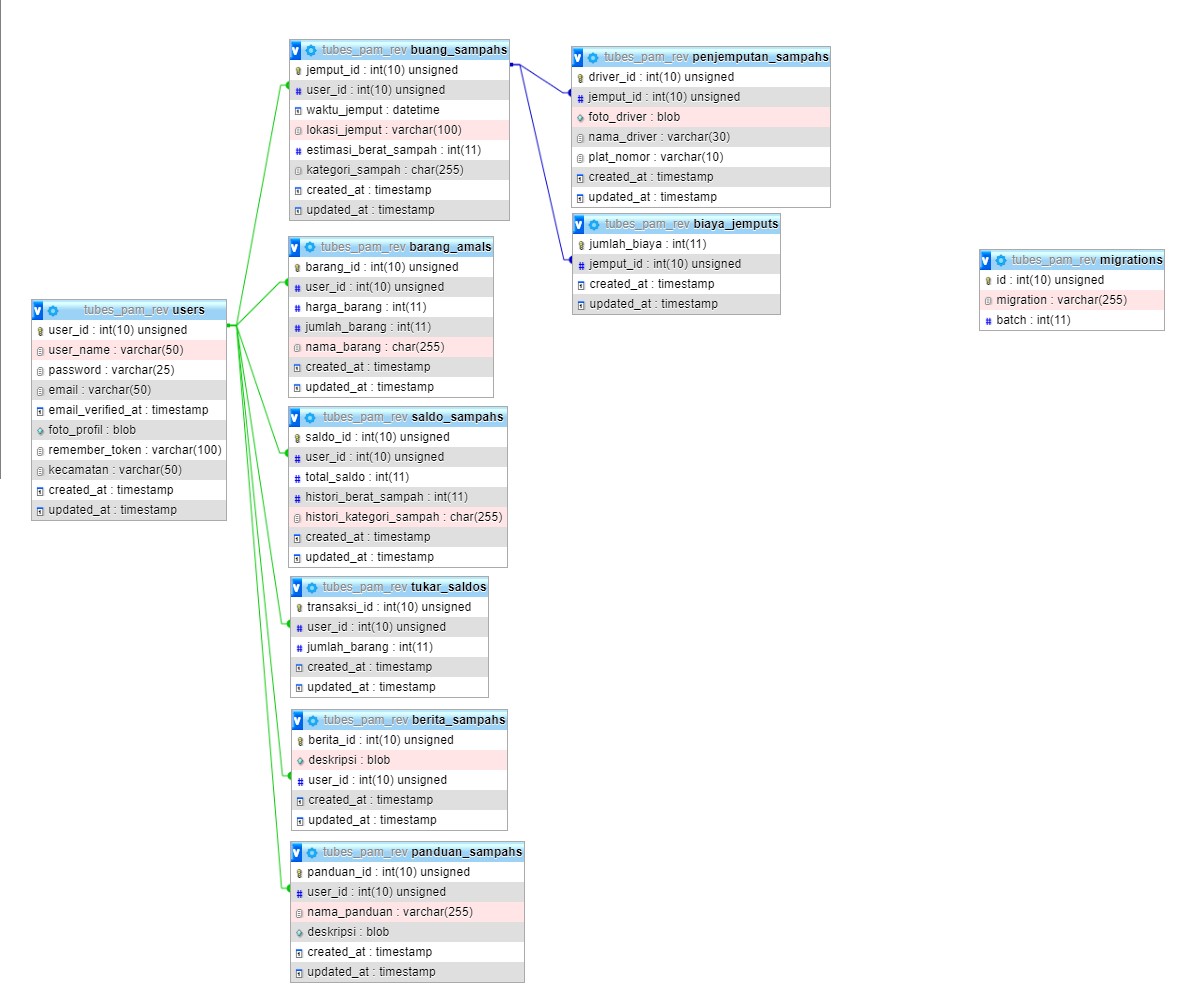 tubes_pam_rev users
user_id : int(10) unsigned
user_name : varchar(50)
password : varchar(25)
email : varchar(50)
email_verified_at : timestamp
foto_profil : blob
remember_token : varchar(100)
kecamatan : varchar(50)
created_at : timestamp
updated_at : timestamp
tubes_pam_rev buang_sampahs
jemput_id : int(10) unsigned
user_id : int(10) unsigned
waktu_jemput : datetime
lokasi_jemput : varchar(100)
estimasi_berat_sampah : int(11)
kategori_sampah : char(255)
created_at : timestamp
updated_at : timestamp
tubes_pam_rev barang_amals
barang_id : int(10) unsigned
user_id : int(10) unsigned
harga_barang : int(11)
jumlah_barang : int(11)
nama_barang : char(255)
created_at : timestamp
updated_at : timestamp
tubes_pam_rev saldo_sampahs
saldo_id : int(10) unsigned
user_id : int(10) unsigned
total_saldo : int(11)
histori_berat_sampah : int(11)
histori_kategori_sampah : char(255)
created_at : timestamp
updated_at : timestamp
tubes_pam_rev tukar_saldos
transaksi_id : int(10) unsigned
user_id : int(10) unsigned
jumlah_barang : int(11)
created_at : timestamp
updated_at : timestamp
tubes_pam_rev berita_sampahs
berita_id : int(10) unsigned
deskripsi : blob
user_id : int(10) unsigned
created_at : timestamp
updated_at : timestamp
tubes_pam_rev panduan_sampahs
panduan_id : int(10) unsigned
user_id : int(10) unsigned
nama_panduan : varchar(255)
deskripsi : blob
created_at : timestamp
updated_at : timestamp
tubes_pam_rev penjemputan_sampahs
driver_id : int(10) unsigned
jemput_id : int(10) unsigned
foto_driver : blob
nama_driver : varchar(30)
plat_nomor : varchar(10)
created_at : timestamp
updated_at : timestamp
tubes_pam_rev biaya_jemputs
jumlah_biaya : int(11)
jemput_id : int(10) unsigned
created_at : timestamp
updated_at : timestamp
tubes_pam_rev migrations
id : int(10) unsigned
migration : varchar(255)
batch : int(11)